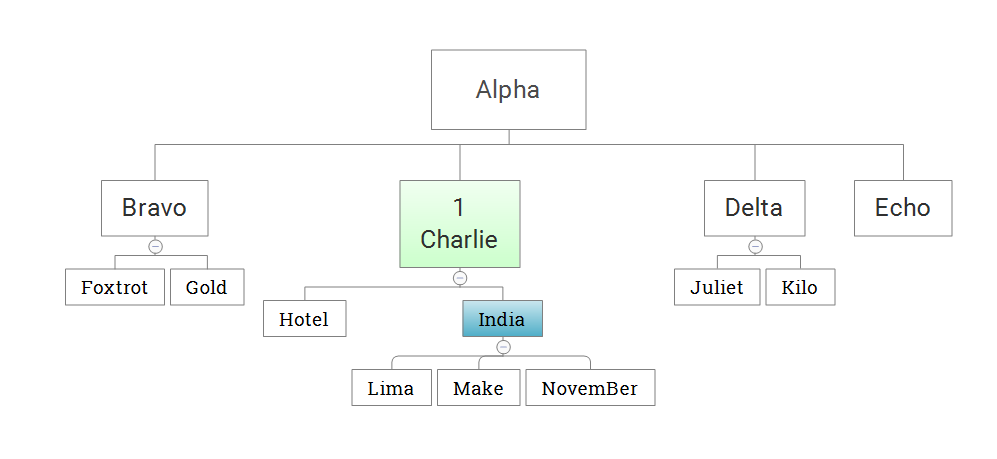 Alpha
Bravo
1
Charlie
Delta
Echo
Foxtrot
Gold
Hotel
India
Juliet
Kilo
Lima
Make
NovemBer